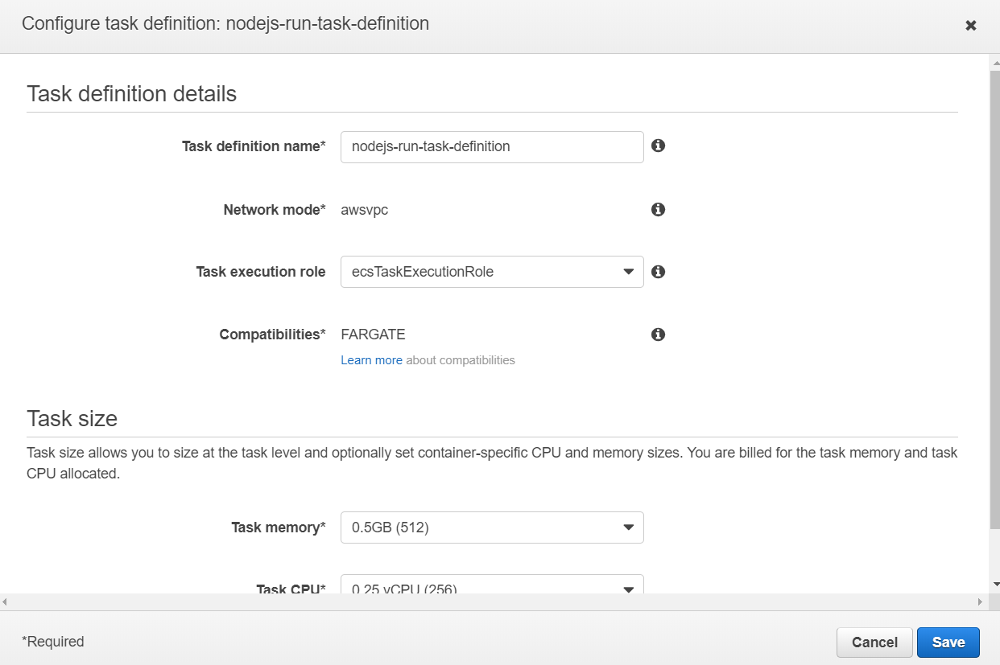 Configure task definition: nodejs-run-task-definition
Task definition details
Task definition name* nodejs-run-task-definition
Network mode* awsvpc
Task execution role ecsTaskExecutionRole
Compatibilities* FARGATE
Learn more about compatibilities
Task size
Task size allows you to size at the task level and optionally set container-specific CPU and memory sizes. You are billed for the task memory and task
CPU allocated.
Task memory* 0.5GB (512)
Task CPU* 0.25 vCPU (256)
*Required
Cancel Save